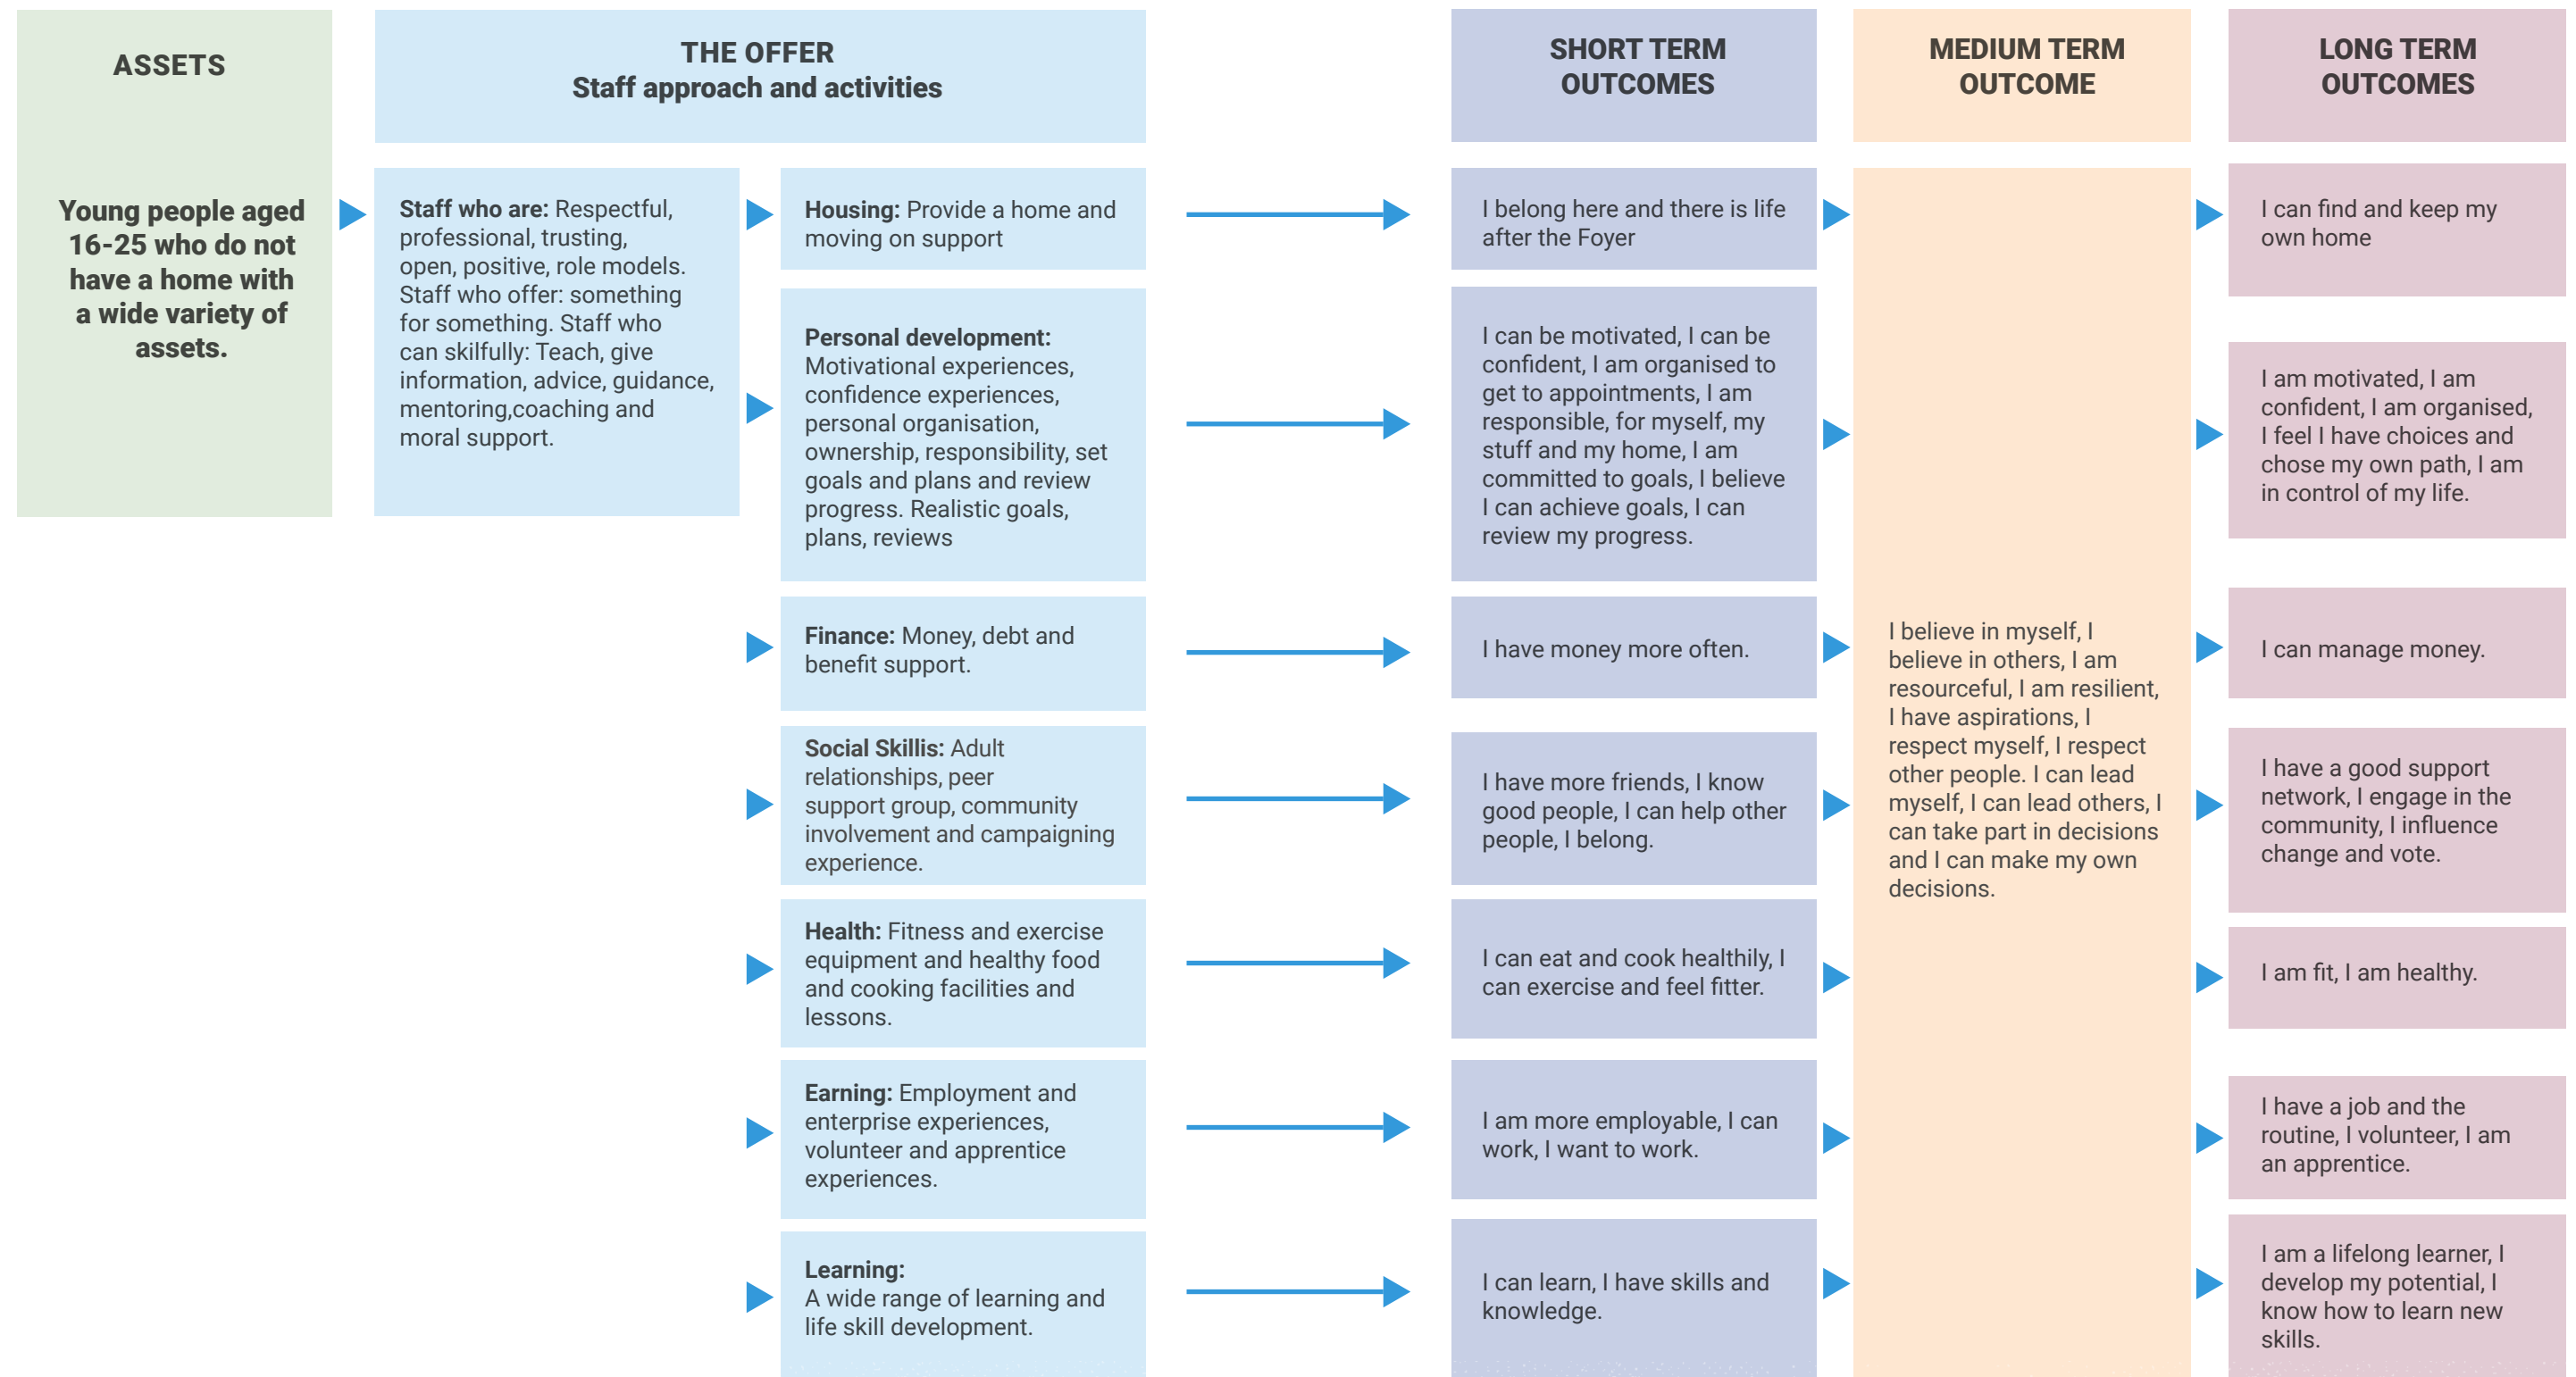 ASSETS
Young people aged
16-25 who do not
have a home with
a wide variety of
assets.
THE OFFER
Staff approach and activities
Staff who are: Respectful,
professional, trusting,
open, positive, role models.
Staff who offer: something
for something. Staff who
can skilfully: Teach, give
information, advice, guidance,
mentoring,coaching and
moral support.
Housing: Provide a home and
moving on support
Personal development:
Motivational experiences,
confidence experiences,
personal organisation,
ownership, responsibility, set
goals and plans and review
progress. Realistic goals,
plans, reviews
Finance: Money, debt and
benefit support.
Social Skillis: Adult
relationships, peer
support group, community
involvement and campaigning
experience.
Health: Fitness and exercise
equipment and healthy food
and cooking facilities and
lessons.
Earning: Employment and
enterprise experiences,
volunteer and apprentice
experiences.
Learning:
A wide range of learning and
life skill development.
SHORT TERM
OUTCOMES
I belong here and there is life
after the Foyer
I can be motivated, I can be
confident, I am organised to
get to appointments, I am
responsible, for myself, my
stuff and my home, I am
committed to goals, I believe
I can achieve goals, I can
review my progress.
I have money more often.
I have more friends, I know
good people, I can help other
people, I belong.
I can eat and cook healthily, I
can exercise and feel fitter.
I am more employable, I can
work, I want to work.
I can learn, I have skills and
knowledge.
MEDIUM TERM
OUTCOME
I believe in myself, I
believe in others, I am
resourceful, I am resilient,
I have aspirations, I
respect myself, I respect
other people. I can lead
myself, I can lead others, I
can take part in decisions
and I can make my own
decisions.
LONG TERM
OUTCOMES
I can find and keep my
own home
I am motivated, I am
confident, I am organised,
I feel I have choices and
chose my own path, I am
in control of my life.
I can manage money.
I have a good support
network, I engage in the
community, I influence
change and vote.
I am fit, I am healthy.
I have a job and the
routine, I volunteer, I am
an apprentice.
I am a lifelong learner, I
develop my potential, I
know how to learn new
skills.